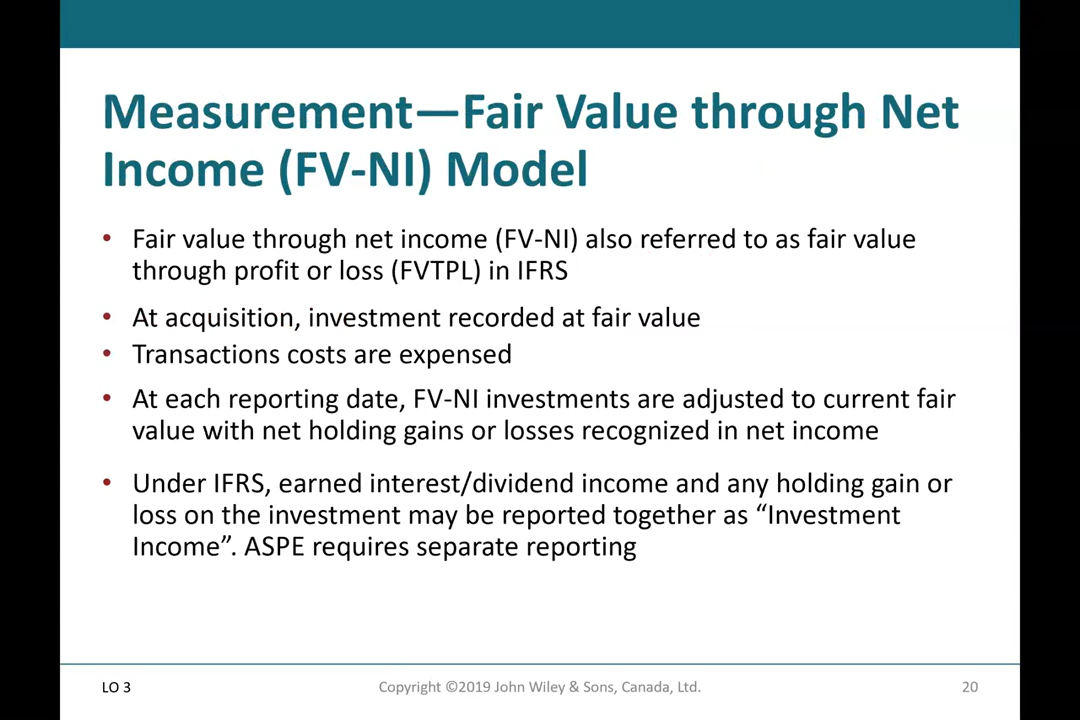 Measurement—Fair Value through Net
Income (FV-NI) Model
• Fair value through net income (FV-NI) also referred to as fair value
through profit or loss (FVTPL) in IFRS
• At acquisition, investment recorded at fair value
• Transactions costs are expensed
• At each reporting date, FV-NI investments are adjusted to current fair
value with net holding gains or losses recognized in net income
• Under IFRS, earned interest/dividend income and any holding gain or
loss on the investment may be reported together as “Investment
Income”. ASPE requires separate reporting
LO 3
Copyright ©2019 John Wiley & Sons, Canada, Ltd.
20